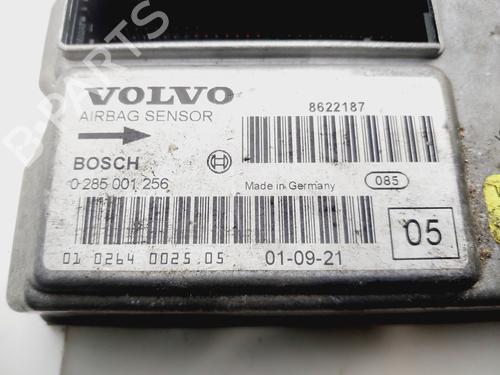 VOLVO
AIRBAG SENSOR
8622187
BOSCH
0 285 001 256
Made in Germany
085
05
01 0264 0025.05
01-09-21
B-PARTS